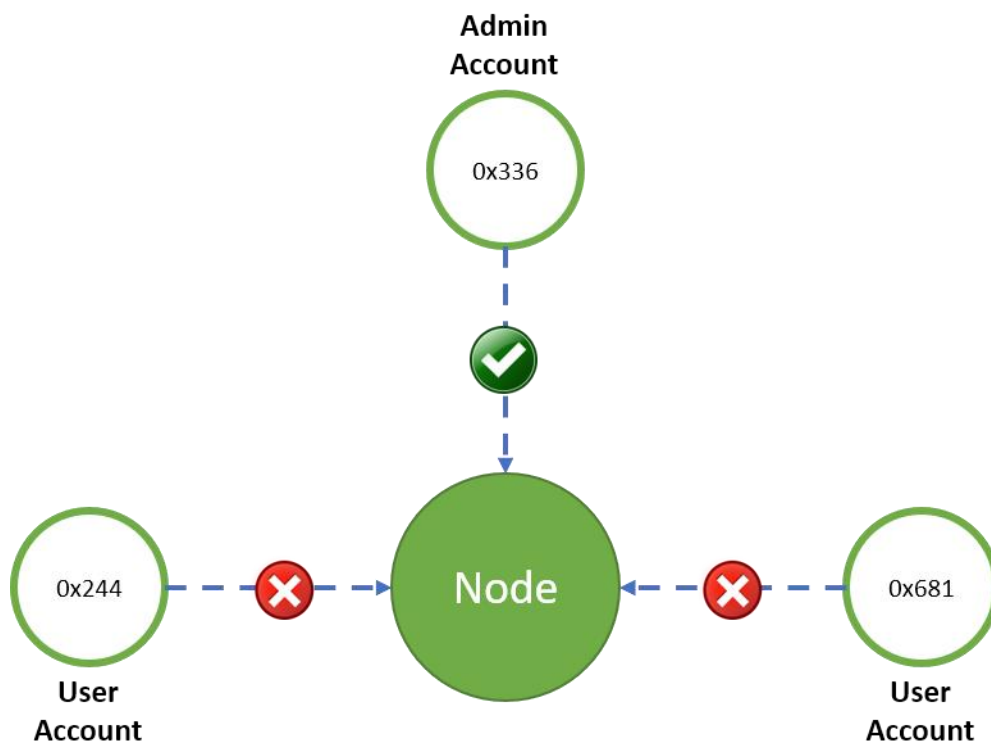 Admin
Account
0x336
0x244
Node
0x681
User
Account
User
Account